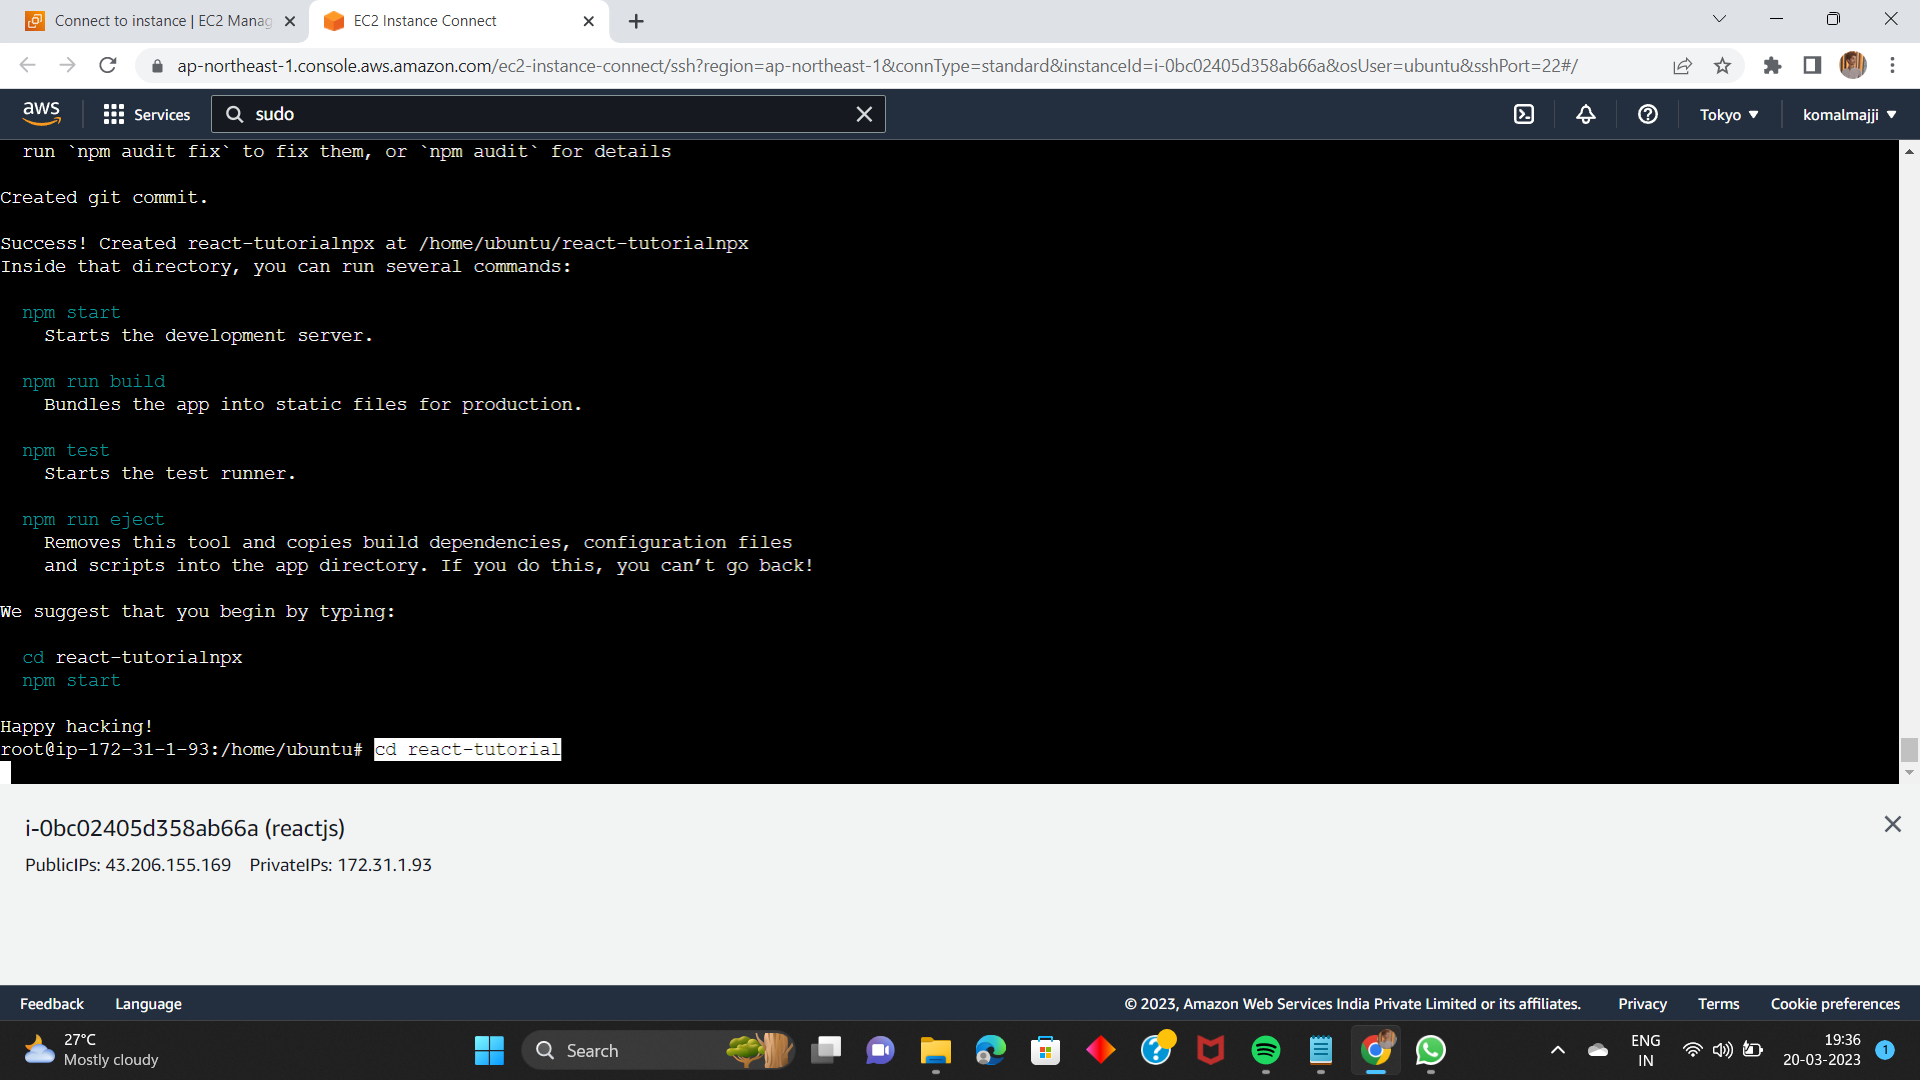 Connect to instance | EC2 Manag
EC2 Instance Connect
ap-northeast-1.console.aws.amazon.com/ec2-instance-connect/ssh?region=ap-northeast-1&connType=standard&instanceId=i-0bc02405d358ab66a&osUser=ubuntu&sshPort=22#/
aws Services sudo Tokyo komalmajji
run `npm audit fix` to fix them, or `npm audit` for details
Created git commit.
Success! Created react-tutorialnpx at /home/ubuntu/react-tutorialnpx
Inside that directory, you can run several commands:
npm start
Starts the development server.
npm run build
Bundles the app into static files for production.
npm test
Starts the test runner.
npm run eject
Removes this tool and copies build dependencies, configuration files
and scripts into the app directory. If you do this, you can’t go back!
We suggest that you begin by typing:
cd react-tutorialnpx
npm start
Happy hacking!
root@ip-172-31-1-93:/home/ubuntu# cd react-tutorial
i-0bc02405d358ab66a (reactjs)
PublicIPs: 43.206.155.169 PrivateIPs: 172.31.1.93
Feedback Language © 2023, Amazon Web Services India Private Limited or its affiliates. Privacy Terms Cookie preferences
27°C
Mostly cloudy
Search
ENG
IN
19:36
20-03-2023
1